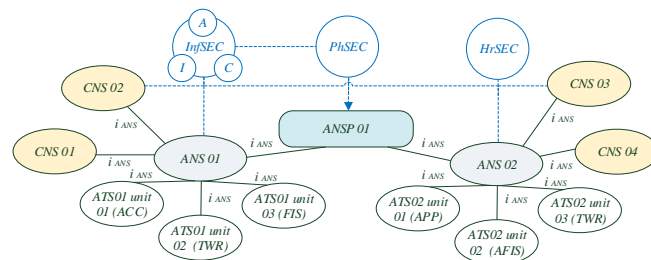 A
InfSEC
I
C
PhSEC
HrSEC
CNS 02
CNS 03
i ANS
ANSP 01
i ANS
CNS 01
i ANS
ANS 01
i ANS
i ANS
ANS 02
i ANS
CNS 04
i ANS
i ANS
i ANS
i ANS
ATS01 unit
01 (ACC)
i ANS
ATS01 unit
03 (FIS)
ATS02 unit
01 (APP)
i ANS
ATS02 unit
03 (TWR)
ATS01 unit
02 (TWR)
ATS02 unit
02 (AFIS)